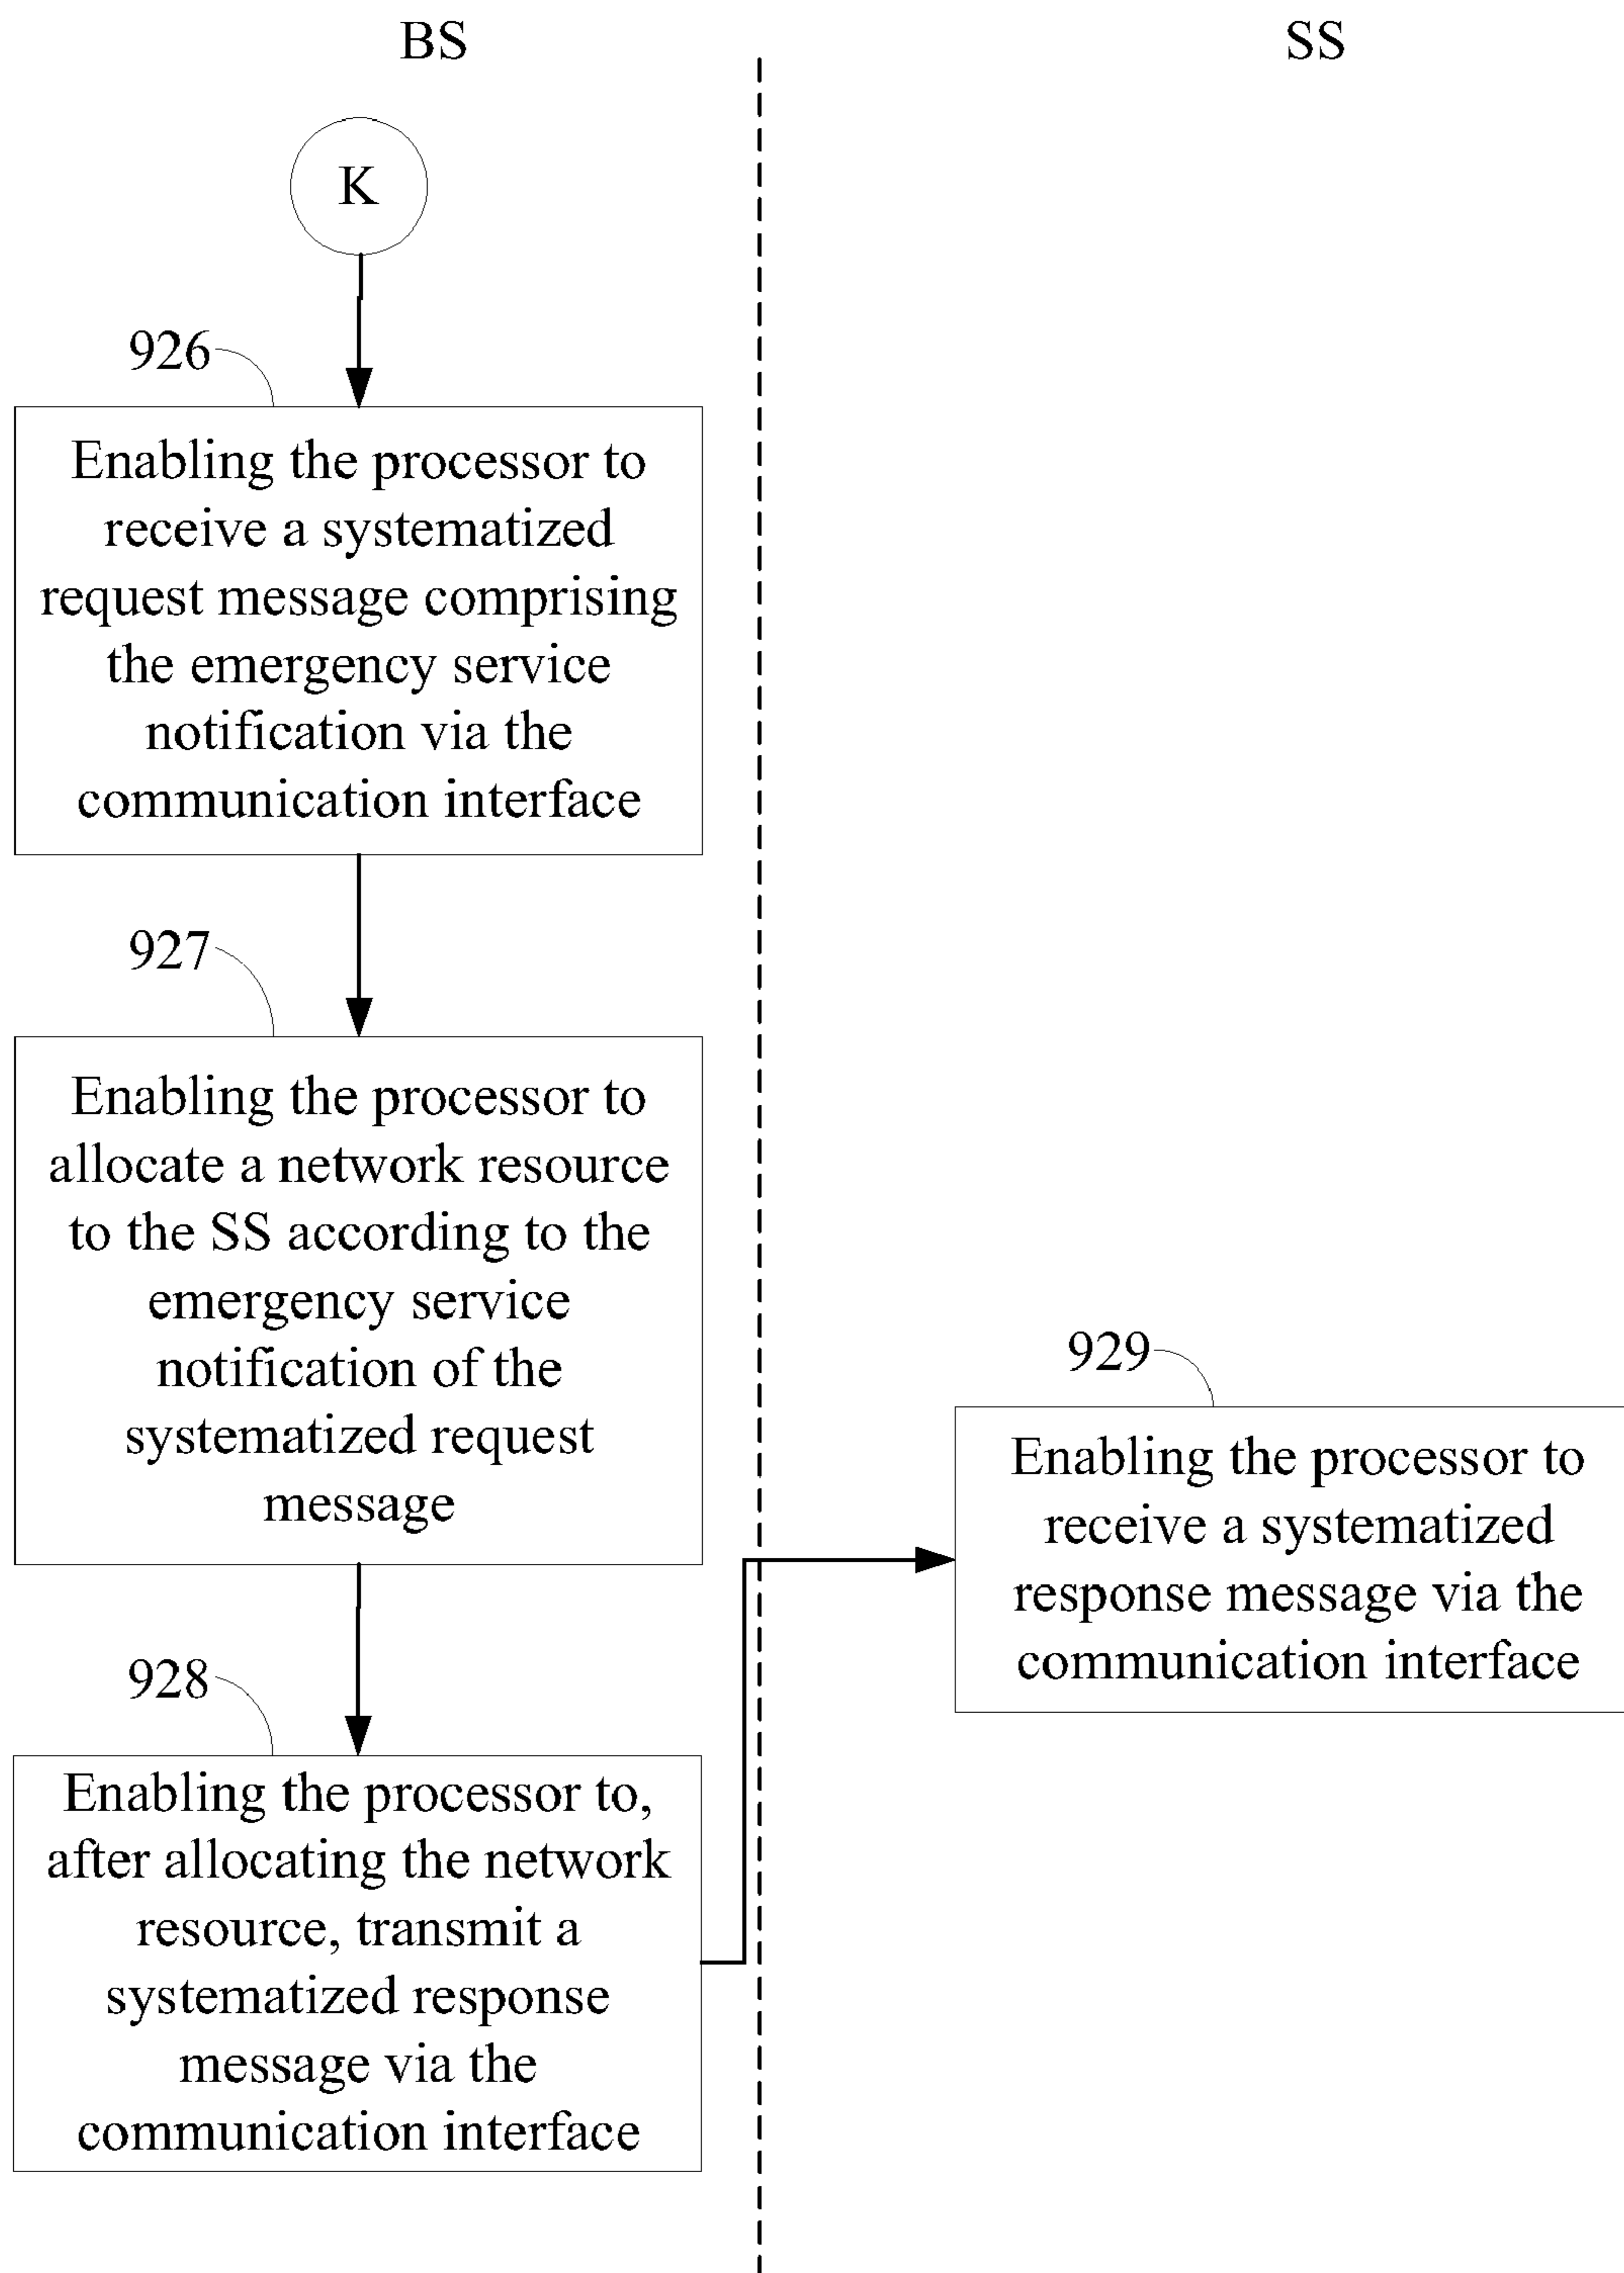 BS
SS
K
926
Enabling the processor to
receive a systematized
request message comprising
the emergency service
notification via the
communication interface
927
Enabling the processor to
allocate a network resource
to the SS according to the
emergency service
notification of the
systematized request
message
928
Enabling the processor to,
after allocating the network
resource, transmit a
systematized response
message via the
communication interface
929
Enabling the processor to
receive a systematized
response message via the
communication interface